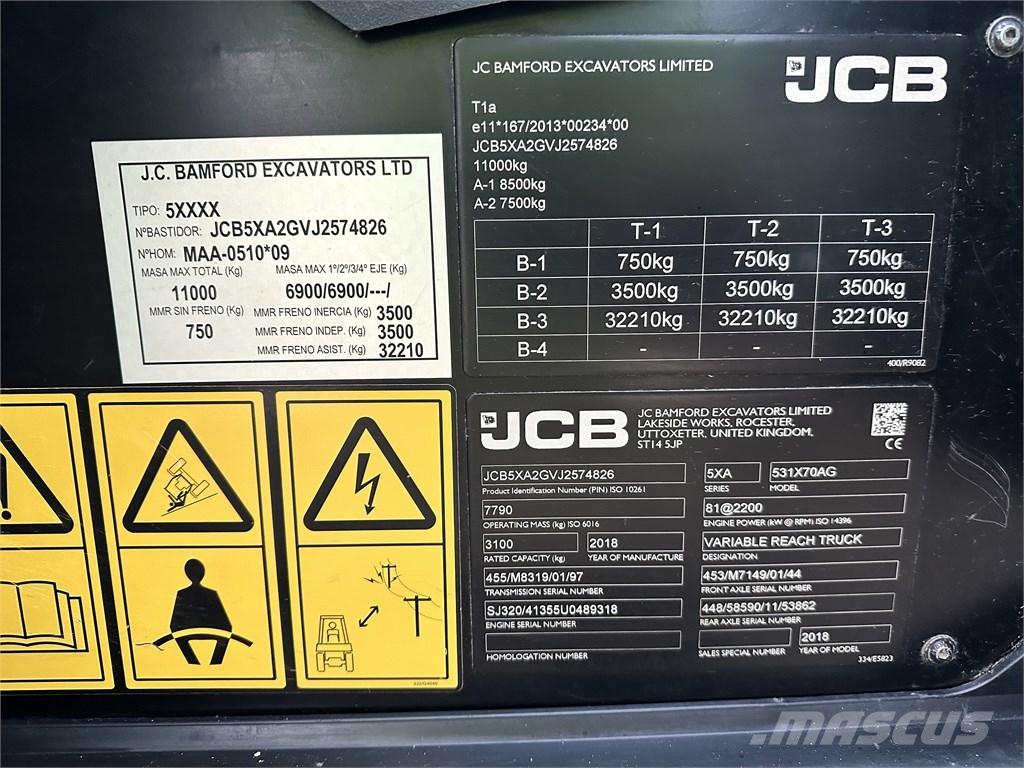 J.C. BAMFORD EXCAVATORS LTD
TIPO: 5XXXX
NºBASTIDOR: JCB5XA2GVJ2574826
NºHOM: MAA-0510*09
MASA MAX TOTAL (Kg) MASA MAX 1º/2º/3/4º EJE (Kg)
11000 6900/6900/---/
MMR SIN FRENO (Kg) MMR FRENO INERCIA (Kg) 3500
750 MMR FRENO INDEP. (Kg) 3500
MMR FRENO ASIST. (Kg) 32210
JC BAMFORD EXCAVATORS LIMITED
JCB
T1a
e11*167/2013*00234*00
JCB5XA2GVJ2574826
11000kg
A-1 8500kg
A-2 7500kg
T-1 T-2 T-3
B-1 750kg 750kg 750kg
B-2 3500kg 3500kg 3500kg
B-3 32210kg 32210kg 32210kg
B-4 - - -
400/R9082
JCB
JC BAMFORD EXCAVATORS LIMITED
LAKESIDE WORKS, ROCESTER,
UTTOXETER, UNITED KINGDOM,
ST14 5JP
CE
JCB5XA2GVJ2574826
Product Identification Number (PIN) ISO 10261
5XA 531X70AG
SERIES MODEL
7790
OPERATING MASS (kg) ISO 6016
81@2200
ENGINE POWER (kW @ RPM) ISO 14396
3100 2018
RATED CAPACITY (kg) YEAR OF MANUFACTURE
VARIABLE REACH TRUCK
DESIGNATION
455/M8319/01/97
TRANSMISSION SERIAL NUMBER
453/M7149/01/44
FRONT AXLE SERIAL NUMBER
SJ320/41355U0489318
ENGINE SERIAL NUMBER
448/58590/11/53862
REAR AXLE SERIAL NUMBER
HOMOLOGATION NUMBER
2018
SALES SPECIAL NUMBER YEAR OF MODEL
334/E5823
332/G4640
mascus